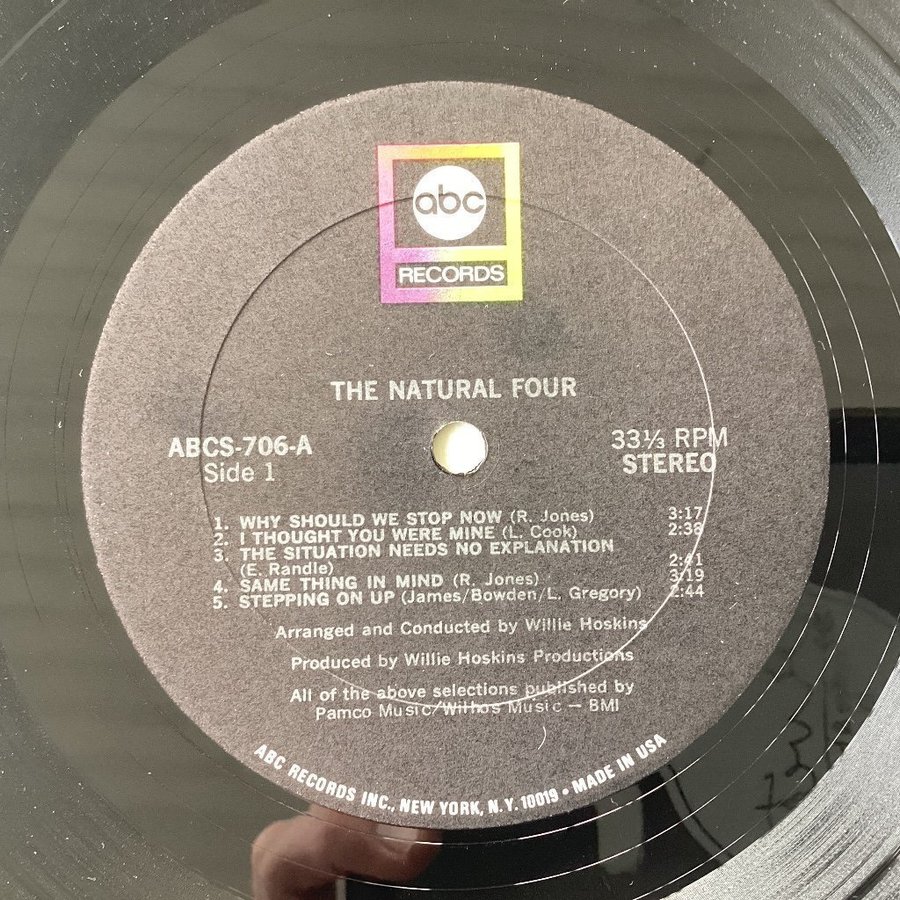 abc
RECORDS
THE NATURAL FOUR
ABCS-706-A
Side 1
33⅓ RPM
STEREO
1. WHY SHOULD WE STOP NOW (R. Jones) 3:17
2. I THOUGHT YOU WERE MINE (L. Cook) 2:38
3. THE SITUATION NEEDS NO EXPLANATION
(E. Randle) 2:41
4. SAME THING IN MIND (R. Jones) 3:19
5. STEPPING ON UP (James/Bowden/L. Gregory) 2:44
Arranged and Conducted by Willie Hoskins
Produced by Willie Hoskins Productions
All of the above selections published by
Pamco Music/Wilhos Music — BMI
ABC RECORDS INC., NEW YORK, N.Y. 10019 • MADE IN USA